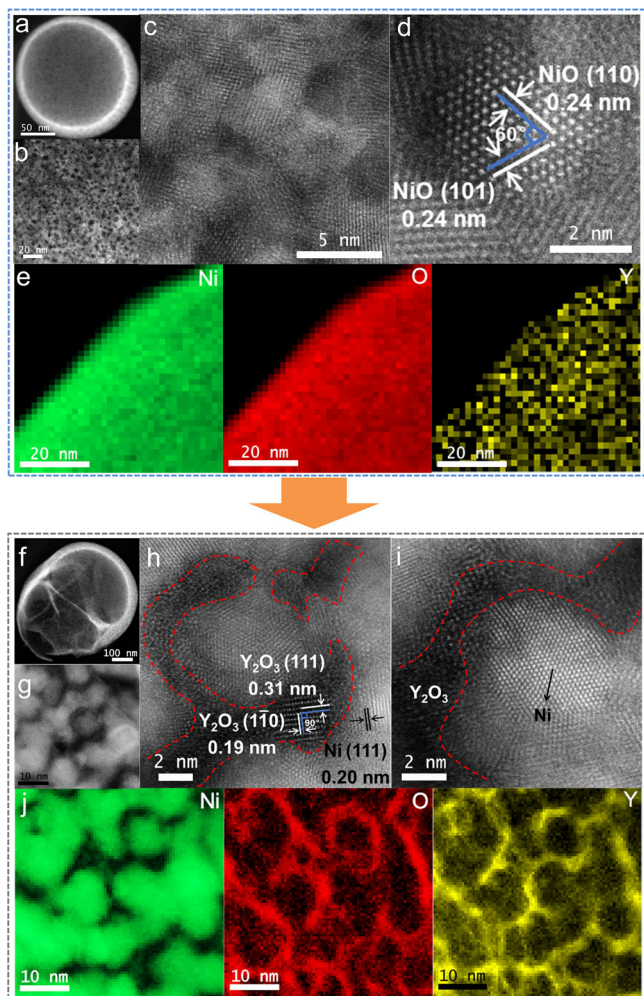 a
50 nm
b
20 nm
c
5 nm
d
NiO (110)
0.24 nm
60°
NiO (101)
0.24 nm
2 nm
e
Ni
20 nm
O
20 nm
Y
20 nm
f
100 nm
g
10 nm
h
Y₂O₃ (111)
0.31 nm
Y₂O₃ (11̄0)
0.19 nm
90°
Ni (111)
0.20 nm
2 nm
i
Y₂O₃
Ni
2 nm
j
Ni
10 nm
O
10 nm
Y
10 nm